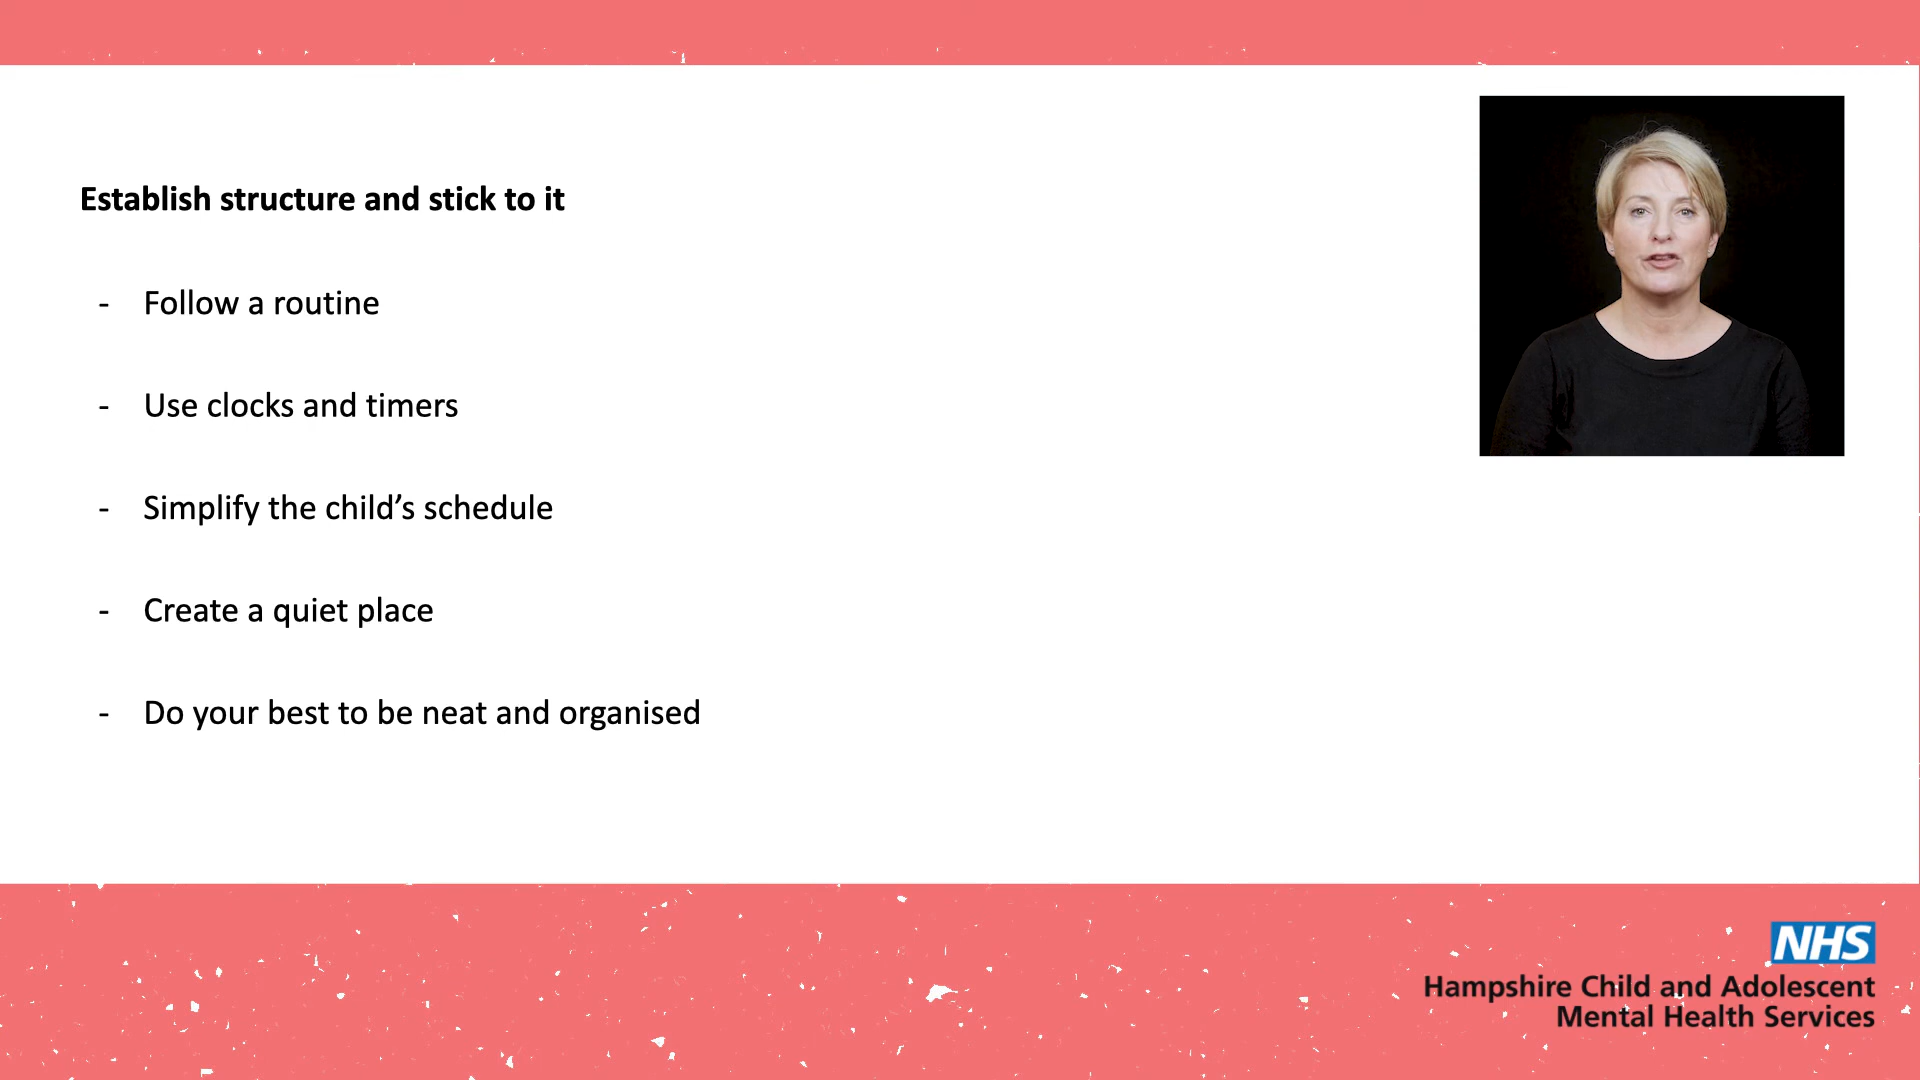 Establish structure and stick to it
- Follow a routine
- Use clocks and timers
- Simplify the child’s schedule
- Create a quiet place
- Do your best to be neat and organised
NHS
Hampshire Child and Adolescent
Mental Health Services